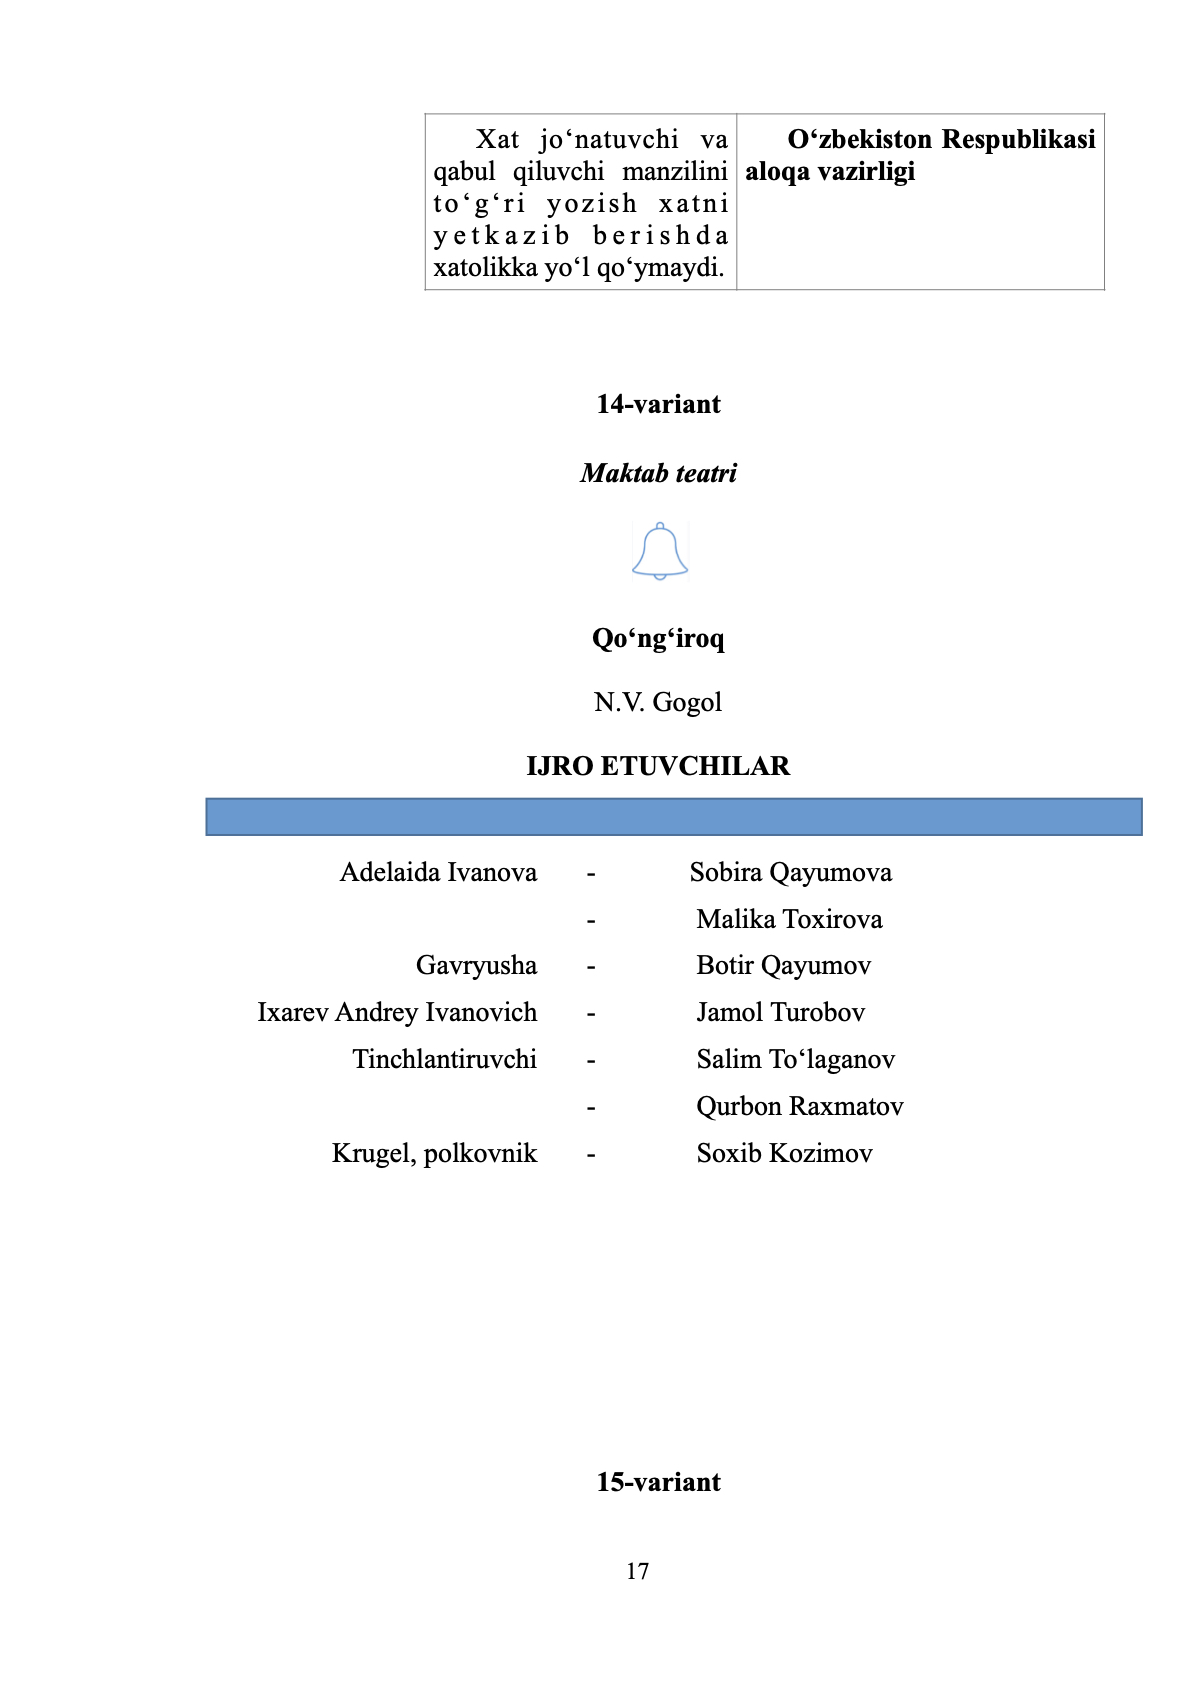 Xat jo‘natuvchi va
qabul qiluvchi manzilini
to‘g‘ri yozish xatni
yetkazib berishda
xatolikka yo‘l qo‘ymaydi.
O‘zbekiston Respublikasi
aloqa vazirligi
14-variant
Maktab teatri
Qo‘ng‘iroq
N.V. Gogol
IJRO ETUVCHILAR
Adelaida Ivanova - Sobira Qayumova
- Malika Toxirova
Gavryusha - Botir Qayumov
Ixarev Andrey Ivanovich - Jamol Turobov
Tinchlantiruvchi - Salim To‘laganov
- Qurbon Raxmatov
Krugel, polkovnik - Soxib Kozimov
15-variant
17